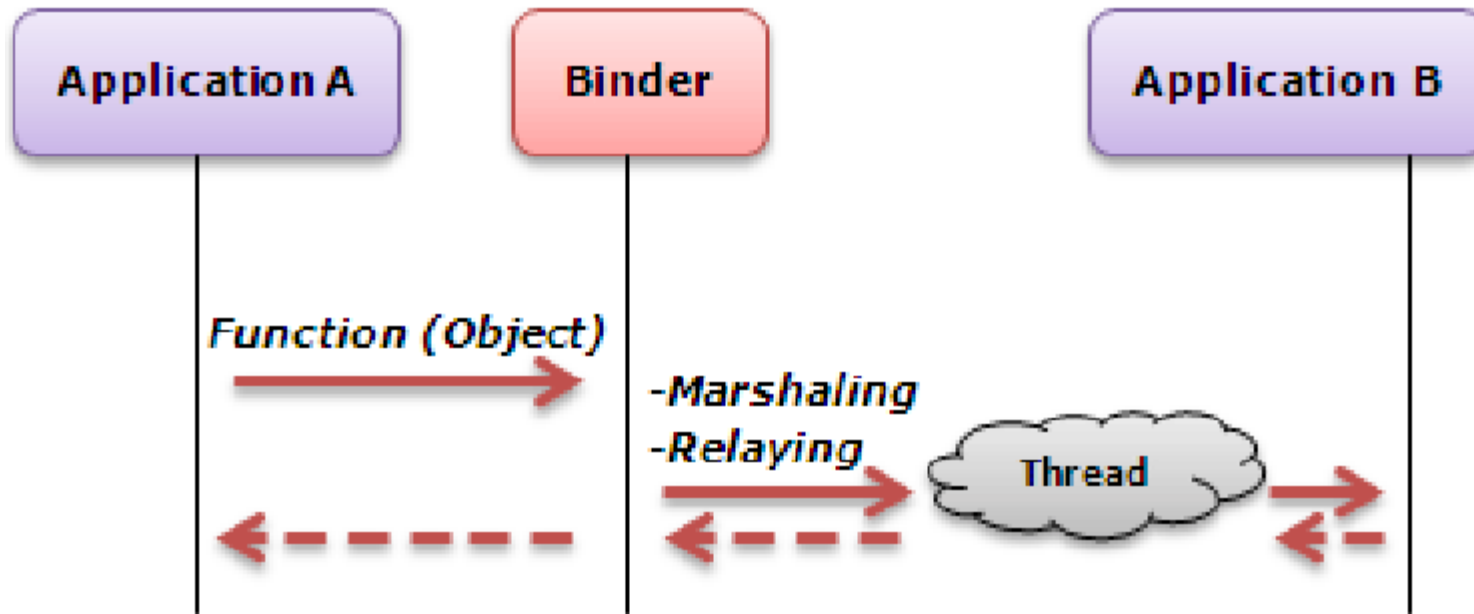 Application A
Binder
Application B
Function (Object)
-Marshaling
-Relaying
Thread